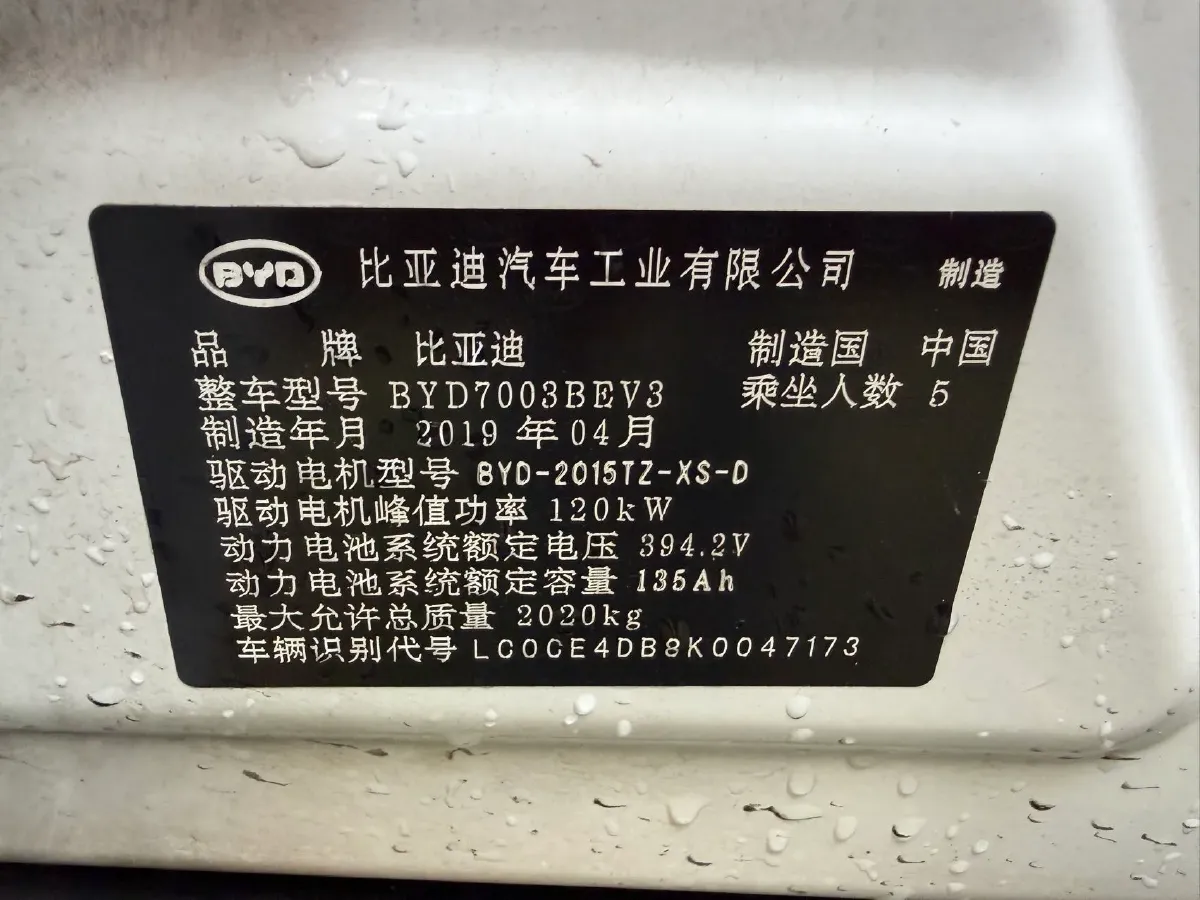 BYD 比亚迪汽车工业有限公司 制造
品 牌 比亚迪 制造国 中国
整车型号 BYD7003BEV3 乘坐人数 5
制造年月 2019 年 04 月
驱动电机型号 BYD-2015TZ-XS-D
驱动电机峰值功率 120kW
动力电池系统额定电压 394.2V
动力电池系统额定容量 135Ah
最大允许总质量 2020kg
车辆识别代号 LC0CE4DB8K0047173